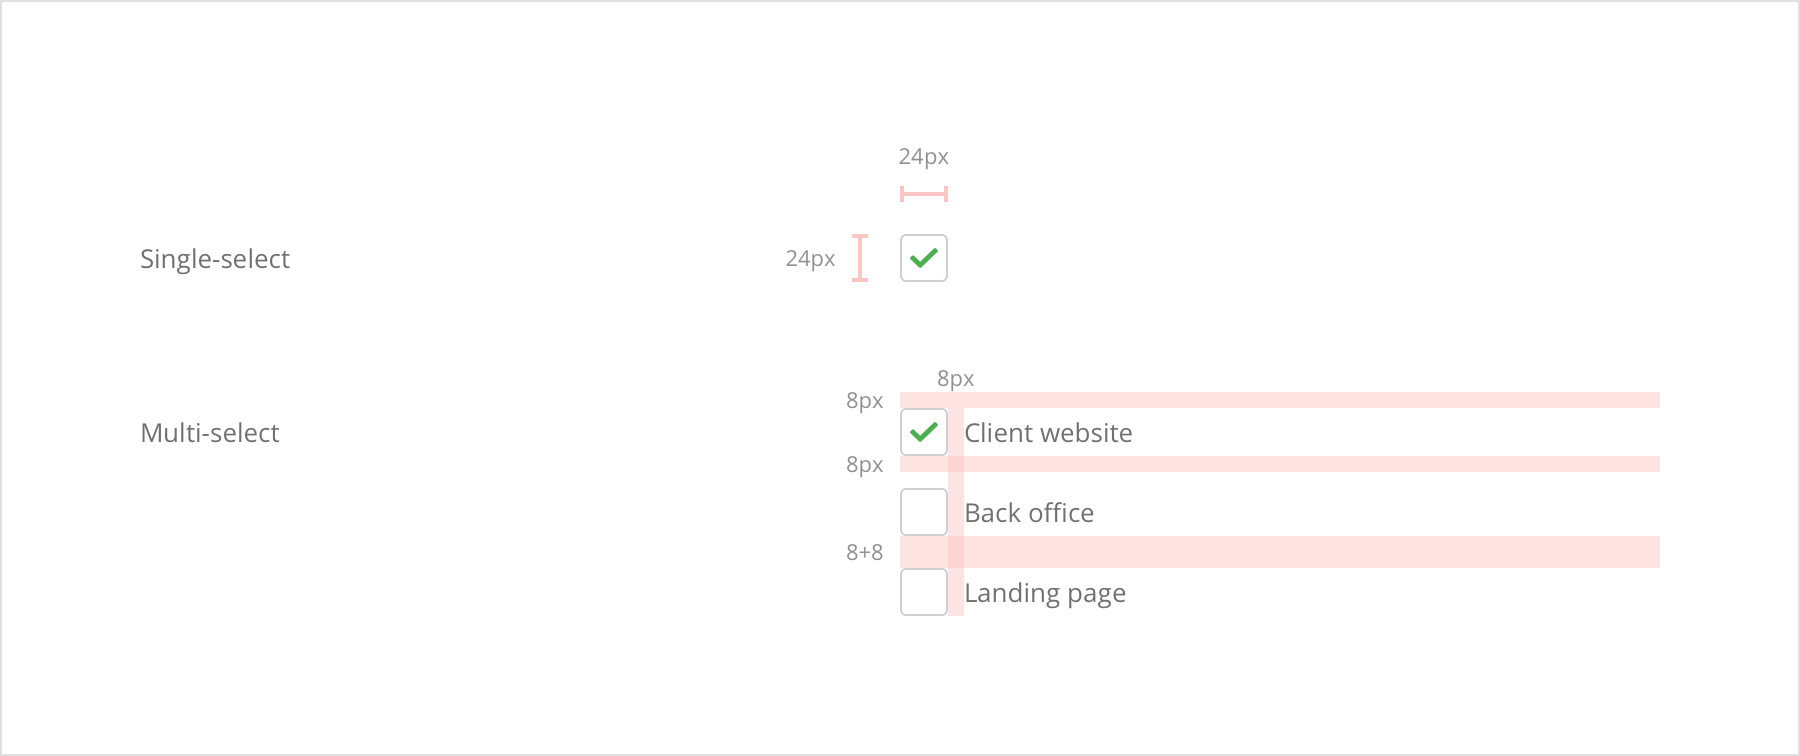 24px
Single-select
24px
8px
8px
Multi-select
Client website
8px
Back office
8+8
Landing page